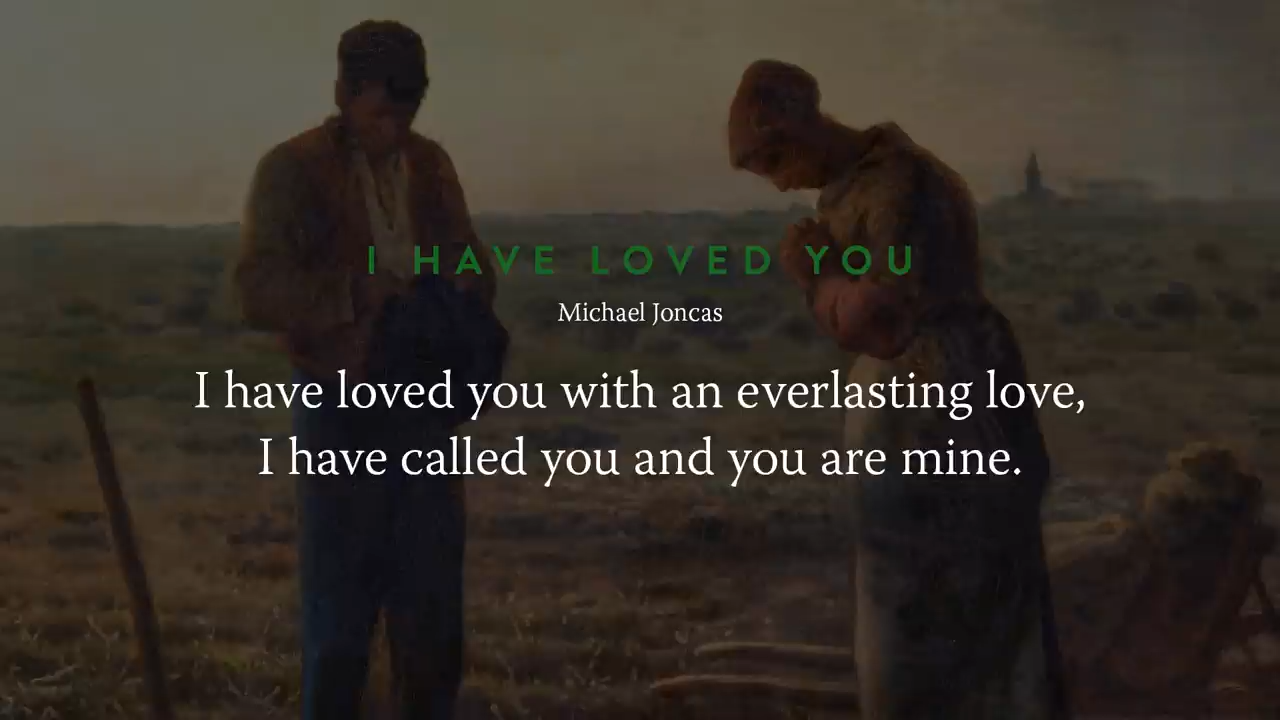 I HAVE LOVED YOU
Michael Joncas
I have loved you with an everlasting love,
I have called you and you are mine.